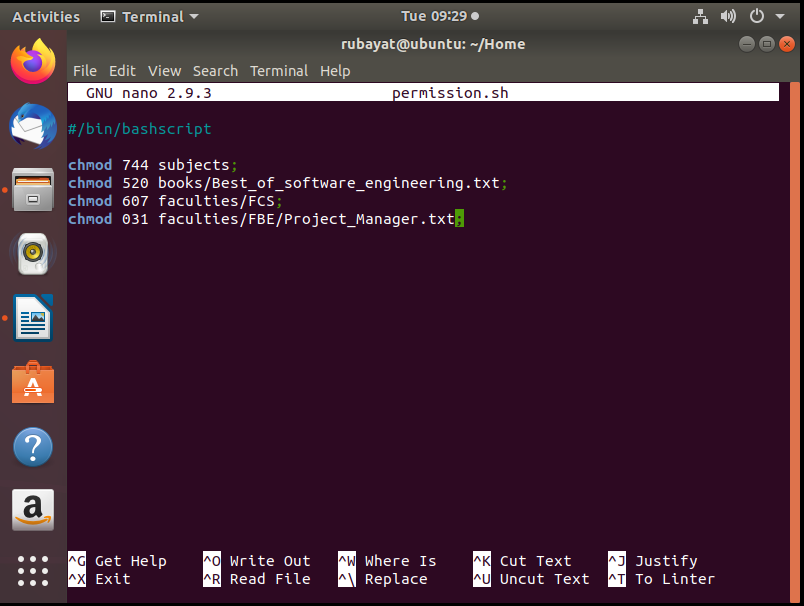 Activities Terminal Tue 09:29
rubayat@ubuntu: ~/Home
File Edit View Search Terminal Help
GNU nano 2.9.3 permission.sh
#/bin/bashscript
chmod 744 subjects;
chmod 520 books/Best_of_software_engineering.txt;
chmod 607 faculties/FCS;
chmod 031 faculties/FBE/Project_Manager.txt;
^G Get Help ^O Write Out ^W Where Is ^K Cut Text ^J Justify
^X Exit ^R Read File ^\ Replace ^U Uncut Text ^T To Linter